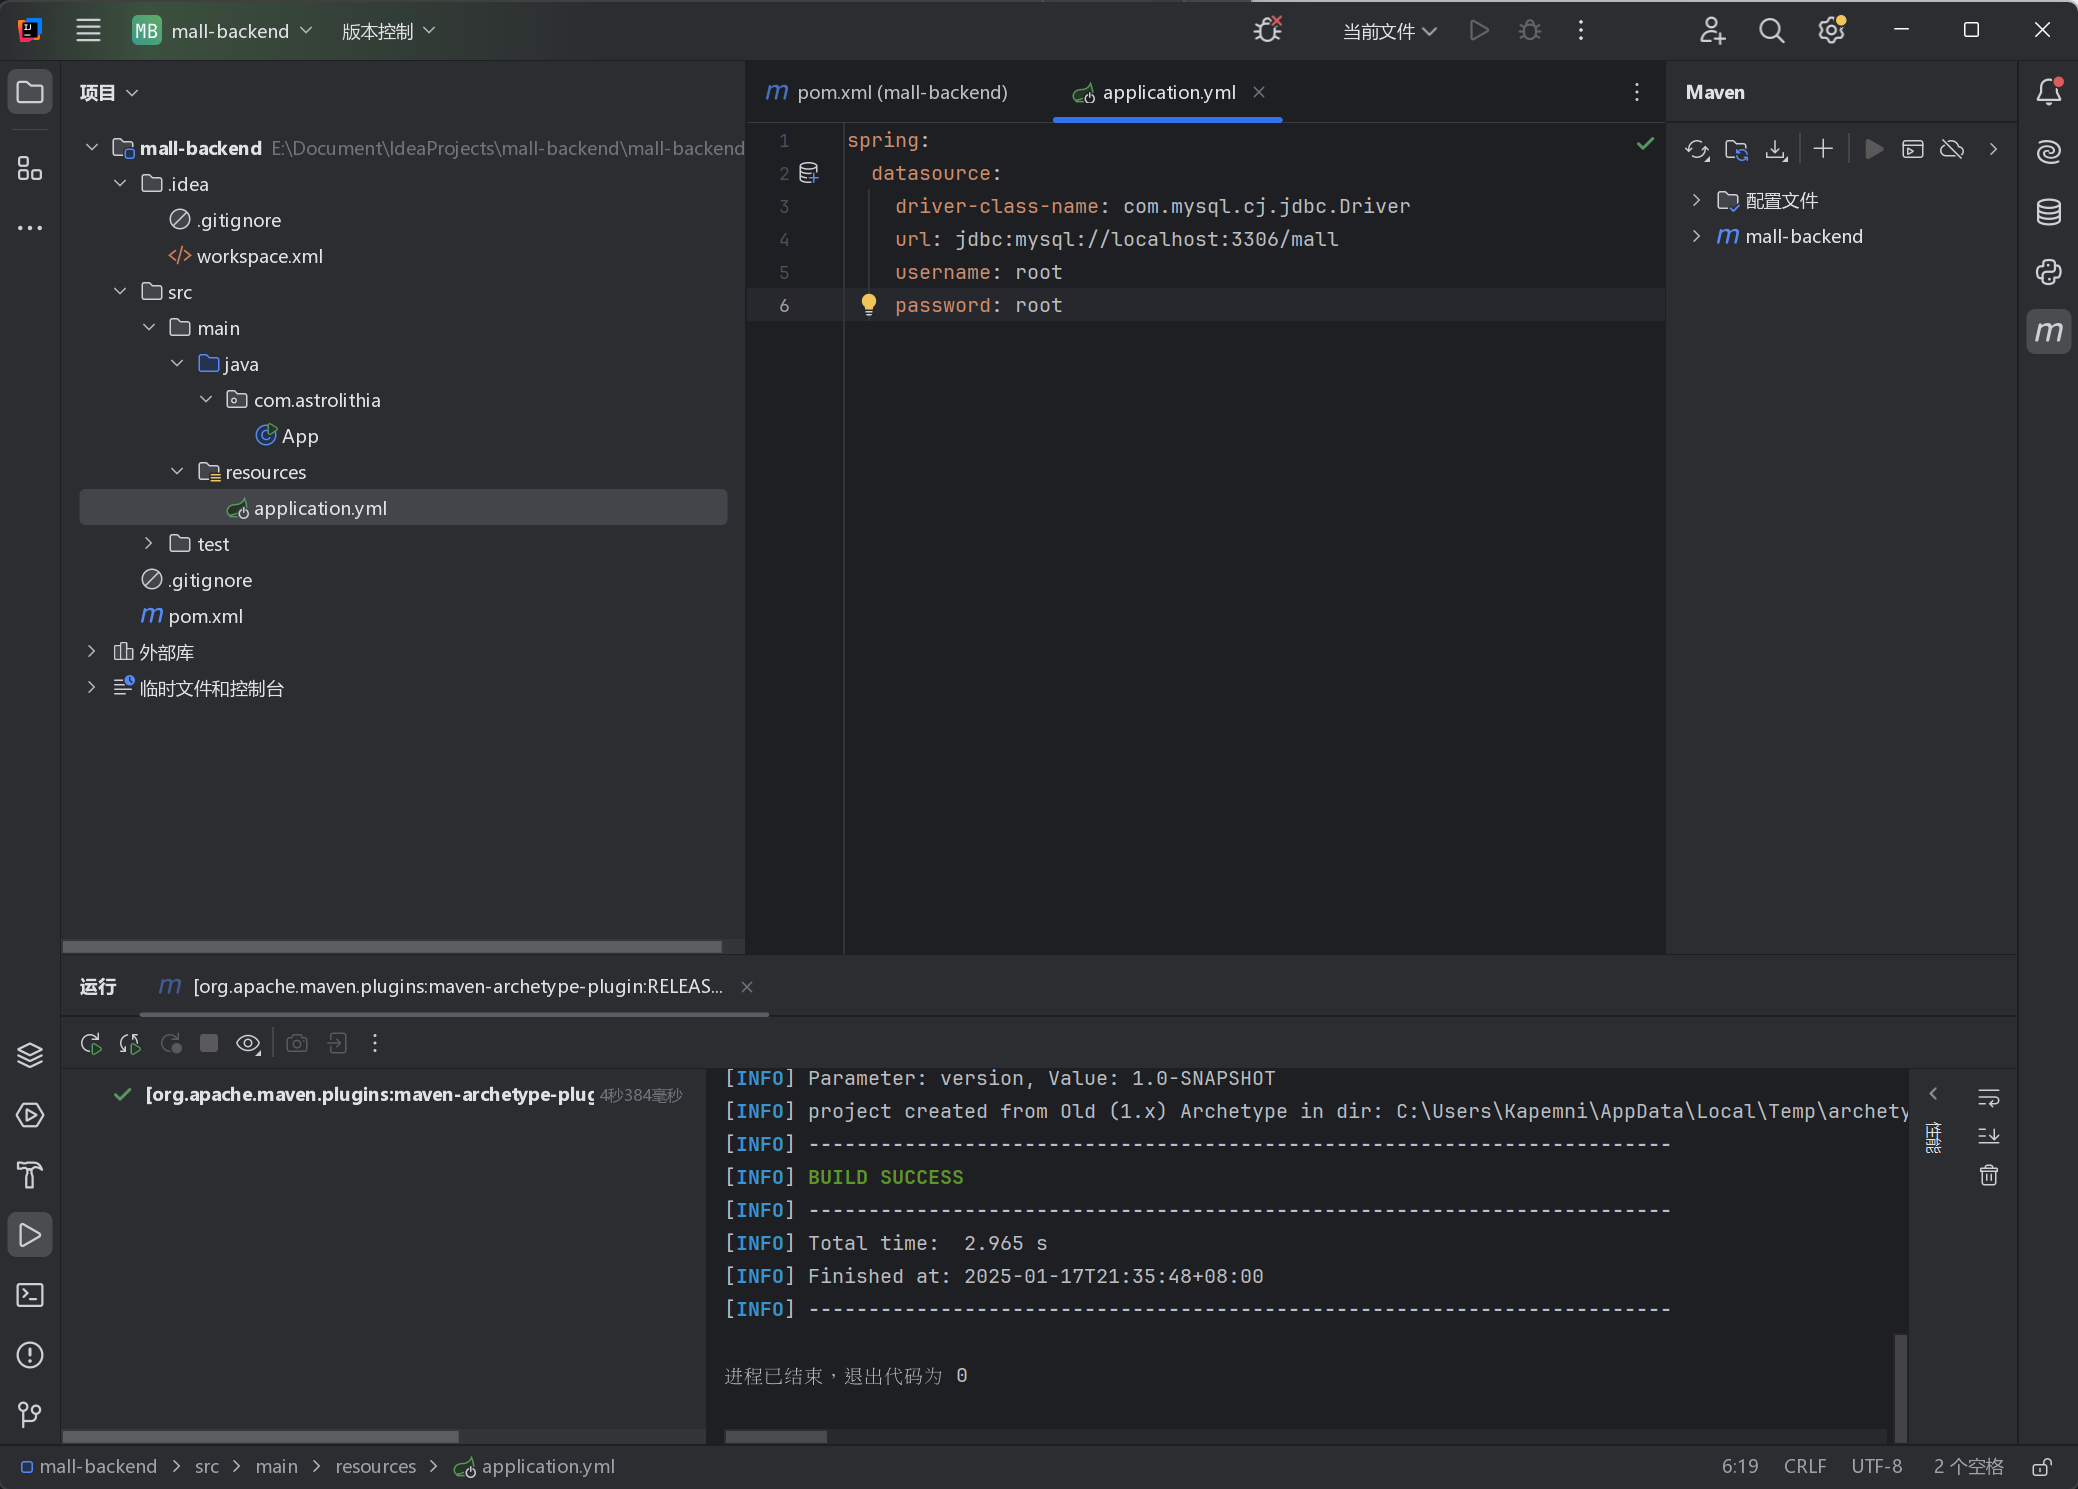 MB mall-backend 版本控制 当前文件
项目
mall-backend E:\Document\IdeaProjects\mall-backend\mall-backend
.idea
.gitignore
workspace.xml
src
main
java
com.astrolithia
App
resources
application.yml
test
.gitignore
m pom.xml
外部库
临时文件和控制台
m pom.xml (mall-backend) application.yml
1 spring:
2 datasource:
3 driver-class-name: com.mysql.cj.jdbc.Driver
4 url: jdbc:mysql://localhost:3306/mall
5 username: root
6 password: root
Maven
配置文件
m mall-backend
m
运行 m [org.apache.maven.plugins:maven-archetype-plugin:RELEAS...
[org.apache.maven.plugins:maven-archetype-plug 4秒384毫秒
[INFO] Parameter: version, Value: 1.0-SNAPSHOT
[INFO] project created from Old (1.x) Archetype in dir: C:\Users\Kapemni\AppData\Local\Temp\archety
[INFO] ------------------------------------------------------------------------
[INFO] BUILD SUCCESS
[INFO] ------------------------------------------------------------------------
[INFO] Total time:  2.965 s
[INFO] Finished at: 2025-01-17T21:35:48+08:00
[INFO] ------------------------------------------------------------------------
进程已结束，退出代码为 0
性能
mall-backend > src > main > resources > application.yml
6:19 CRLF UTF-8 2 个空格